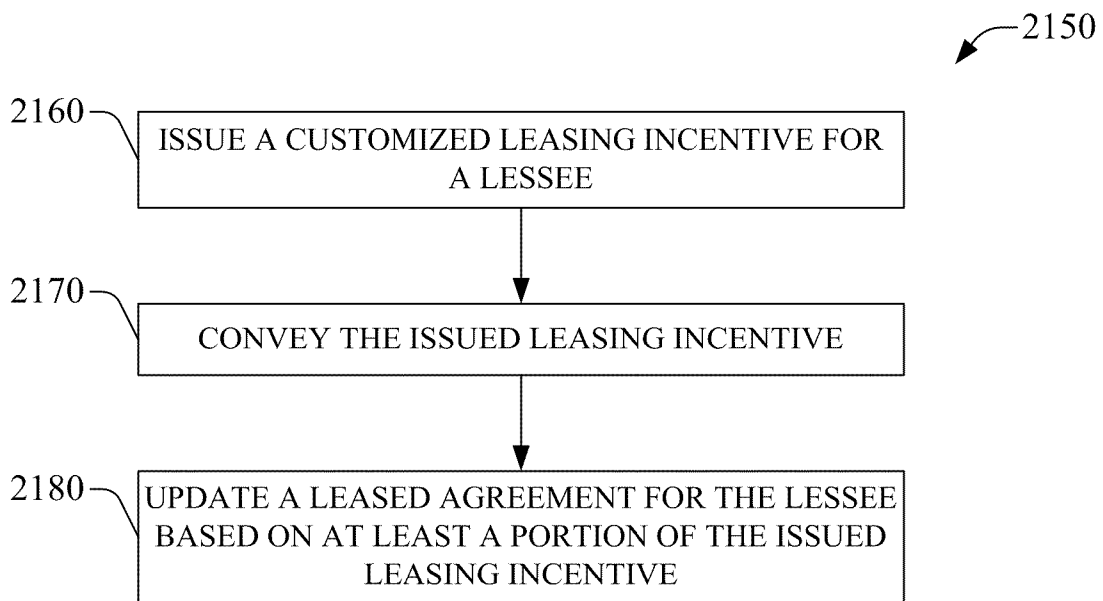 2150
2160
ISSUE A CUSTOMIZED LEASING INCENTIVE FOR
A LESSEE
2170
CONVEY THE ISSUED LEASING INCENTIVE
2180
UPDATE A LEASED AGREEMENT FOR THE LESSEE
BASED ON AT LEAST A PORTION OF THE ISSUED
LEASING INCENTIVE